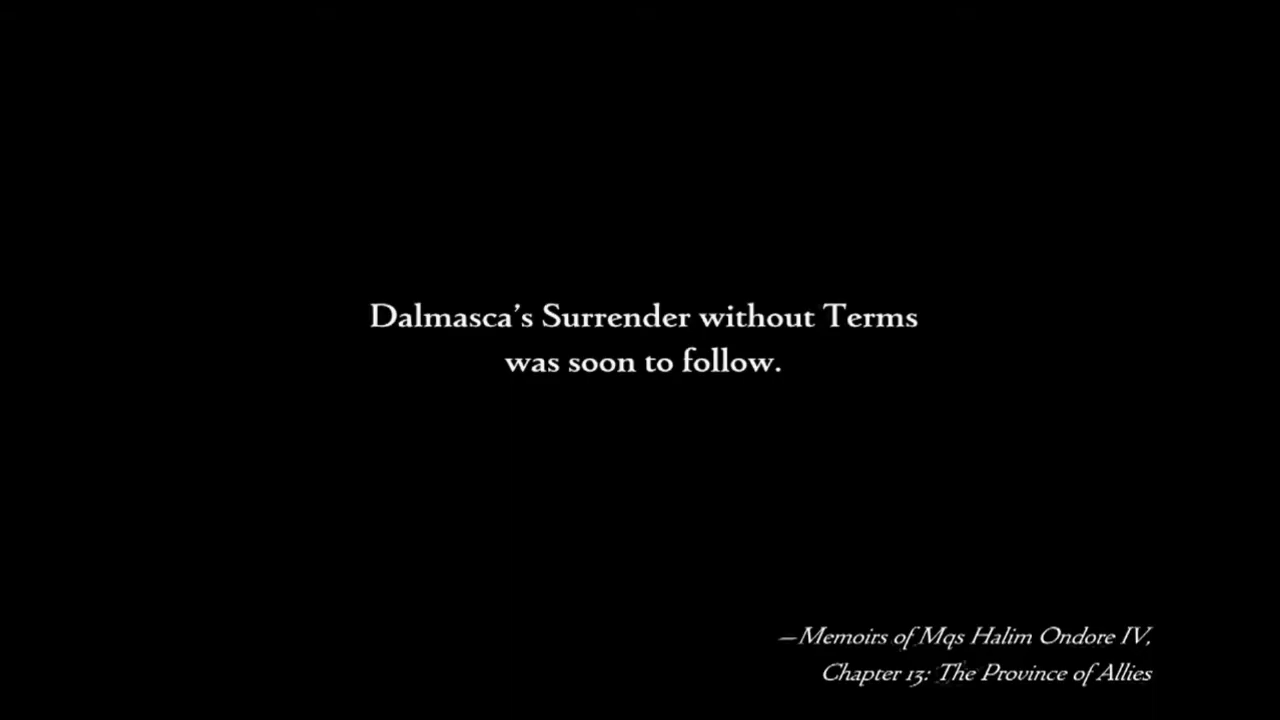 Dalmasca’s Surrender without Terms
was soon to follow.
—Memoirs of Mqs Halim Ondore IV,
Chapter 13: The Province of Allies